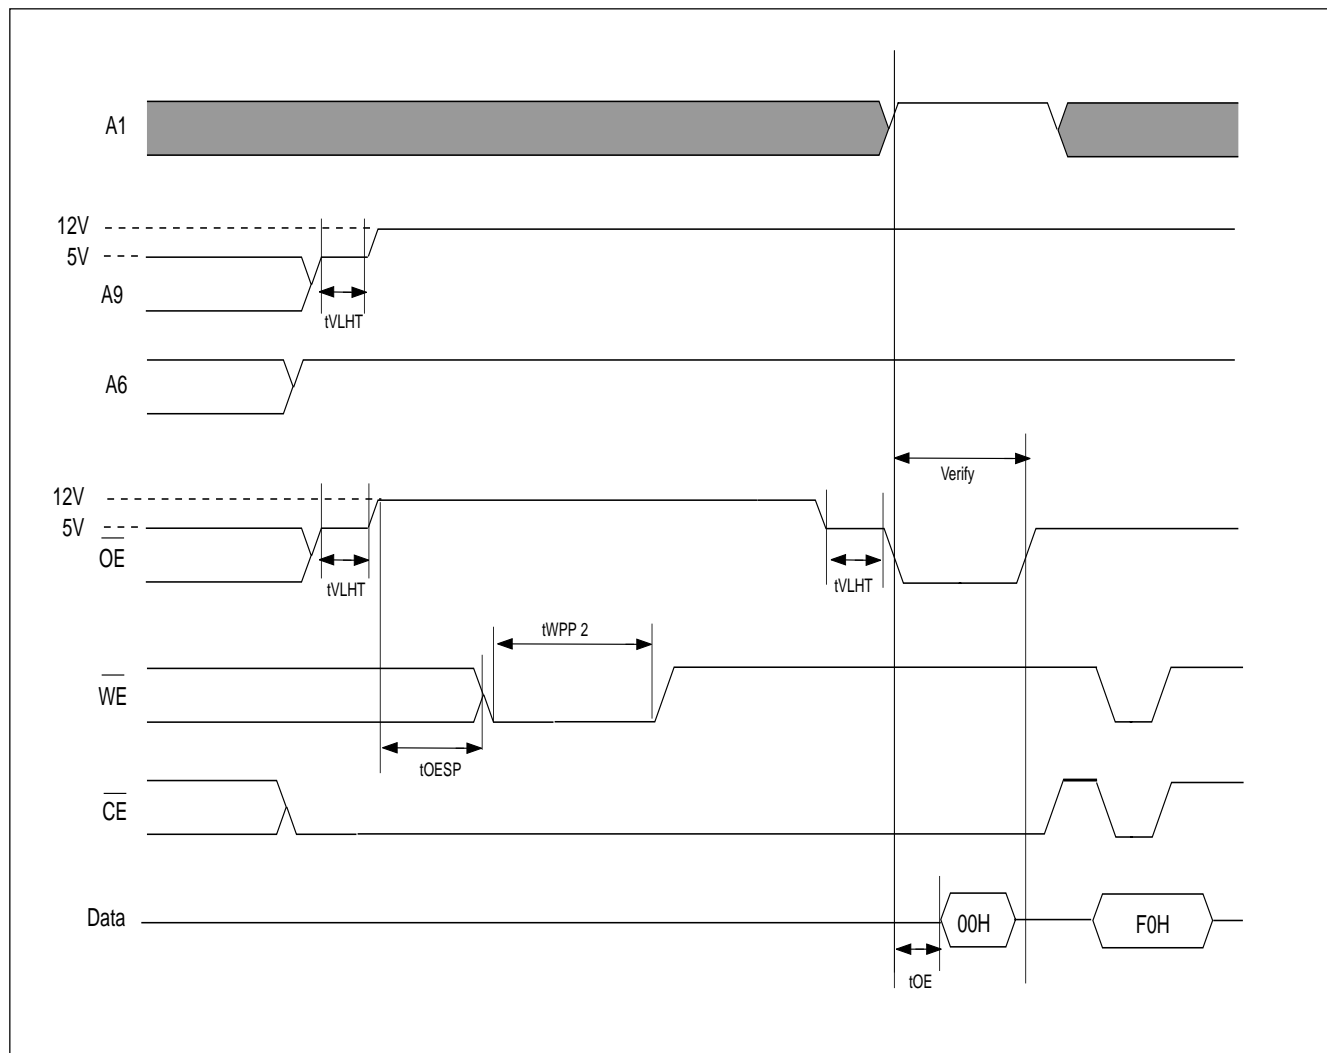 A1
12V
5V
A9
tVLHT
A6
Verify
12V
5V
OE
tVLHT
tVLHT
tWPP 2
WE
tOESP
CE
Data
00H
F0H
tOE